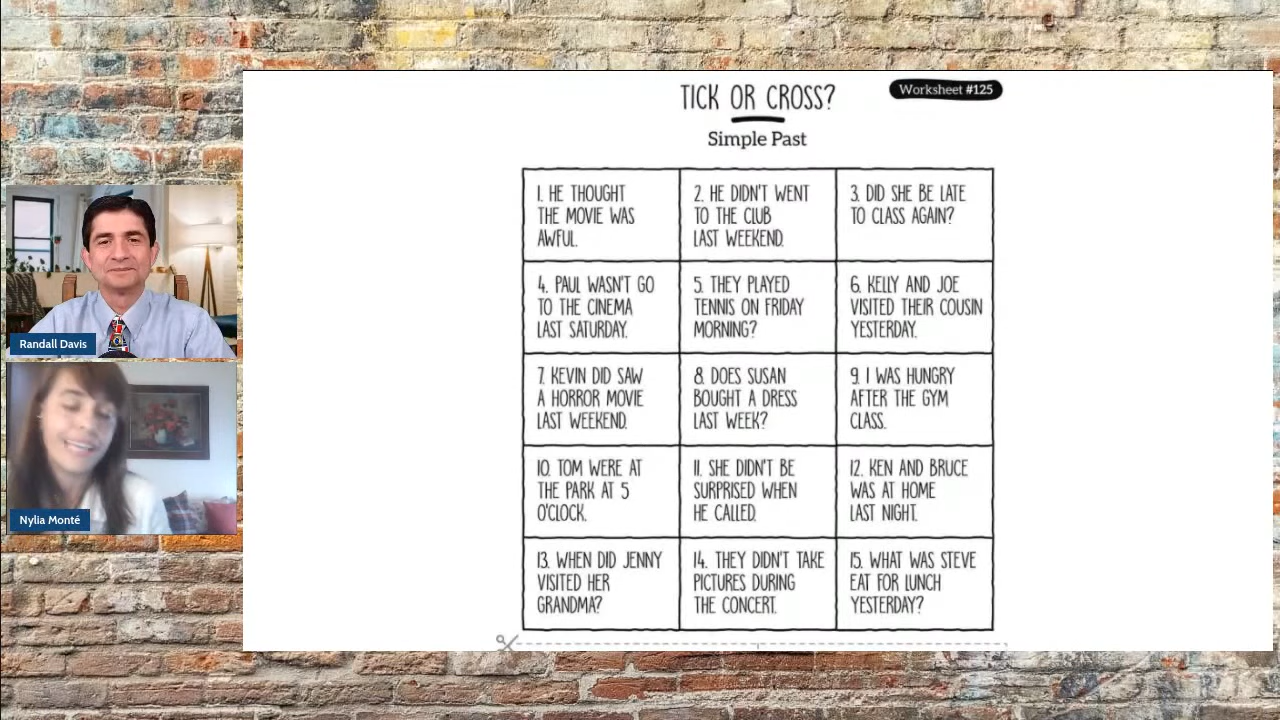 TICK OR CROSS?
Worksheet #125
Simple Past
1. HE THOUGHT
THE MOVIE WAS
AWFUL.
2. HE DIDN'T WENT
TO THE CLUB
LAST WEEKEND.
3. DID SHE BE LATE
TO CLASS AGAIN?
4. PAUL WASN'T GO
TO THE CINEMA
LAST SATURDAY.
5. THEY PLAYED
TENNIS ON FRIDAY
MORNING?
6. KELLY AND JOE
VISITED THEIR COUSIN
YESTERDAY.
7. KEVIN DID SAW
A HORROR MOVIE
LAST WEEKEND.
8. DOES SUSAN
BOUGHT A DRESS
LAST WEEK?
9. I WAS HUNGRY
AFTER THE GYM
CLASS.
10. TOM WERE AT
THE PARK AT 5
O'CLOCK.
11. SHE DIDN'T BE
SURPRISED WHEN
HE CALLED.
12. KEN AND BRUCE
WAS AT HOME
LAST NIGHT.
13. WHEN DID JENNY
VISITED HER
GRANDMA?
14. THEY DIDN'T TAKE
PICTURES DURING
THE CONCERT.
15. WHAT WAS STEVE
EAT FOR LUNCH
YESTERDAY?
Randall Davis
Nylia Monté